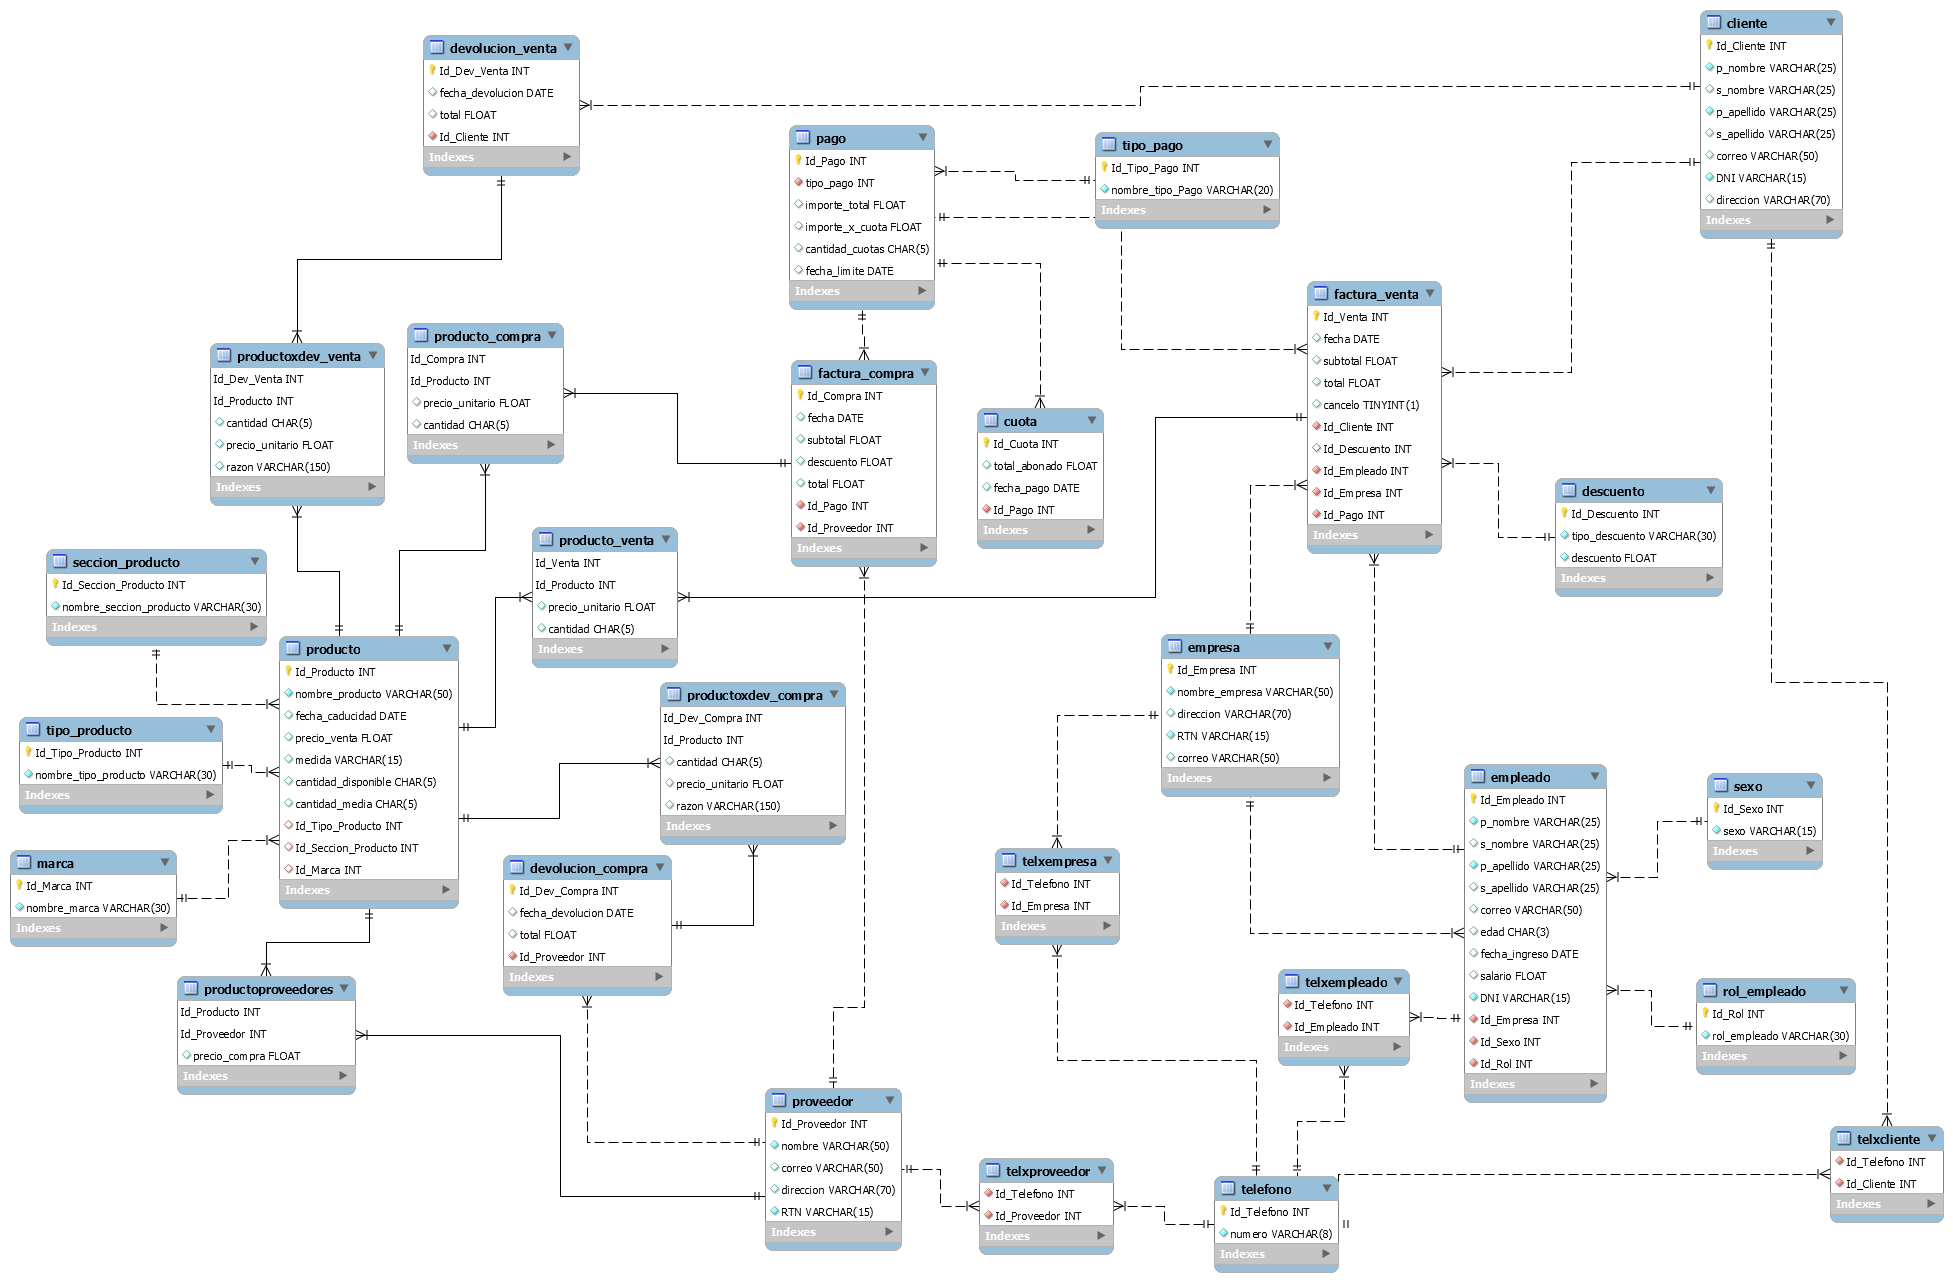 devolucion_venta
Id_Dev_Venta INT
fecha_devolucion DATE
total FLOAT
Id_Cliente INT
Indexes
cliente
Id_Cliente INT
p_nombre VARCHAR(25)
s_nombre VARCHAR(25)
p_apellido VARCHAR(25)
s_apellido VARCHAR(25)
correo VARCHAR(50)
DNI VARCHAR(15)
direccion VARCHAR(70)
Indexes
pago
Id_Pago INT
tipo_pago INT
importe_total FLOAT
importe_x_cuota FLOAT
cantidad_cuotas CHAR(5)
fecha_limite DATE
Indexes
tipo_pago
Id_Tipo_Pago INT
nombre_tipo_Pago VARCHAR(20)
Indexes
factura_venta
Id_Venta INT
fecha DATE
subtotal FLOAT
total FLOAT
cancelo TINYINT(1)
Id_Cliente INT
Id_Descuento INT
Id_Empleado INT
Id_Empresa INT
Id_Pago INT
Indexes
productoxdev_venta
Id_Dev_Venta INT
Id_Producto INT
cantidad CHAR(5)
precio_unitario FLOAT
razon VARCHAR(150)
Indexes
producto_compra
Id_Compra INT
Id_Producto INT
precio_unitario FLOAT
cantidad CHAR(5)
Indexes
factura_compra
Id_Compra INT
fecha DATE
subtotal FLOAT
descuento FLOAT
total FLOAT
Id_Pago INT
Id_Proveedor INT
Indexes
cuota
Id_Cuota INT
total_abonado FLOAT
fecha_pago DATE
Id_Pago INT
Indexes
descuento
Id_Descuento INT
tipo_descuento VARCHAR(30)
descuento FLOAT
Indexes
seccion_producto
Id_Seccion_Producto INT
nombre_seccion_producto VARCHAR(30)
Indexes
producto_venta
Id_Venta INT
Id_Producto INT
precio_unitario FLOAT
cantidad CHAR(5)
Indexes
producto
Id_Producto INT
nombre_producto VARCHAR(50)
fecha_caducidad DATE
precio_venta FLOAT
medida VARCHAR(15)
cantidad_disponible CHAR(5)
cantidad_media CHAR(5)
Id_Tipo_Producto INT
Id_Seccion_Producto INT
Id_Marca INT
Indexes
empresa
Id_Empresa INT
nombre_empresa VARCHAR(50)
direccion VARCHAR(70)
RTN VARCHAR(15)
correo VARCHAR(50)
Indexes
tipo_producto
Id_Tipo_Producto INT
nombre_tipo_producto VARCHAR(30)
Indexes
productoxdev_compra
Id_Dev_Compra INT
Id_Producto INT
cantidad CHAR(5)
precio_unitario FLOAT
razon VARCHAR(150)
Indexes
empleado
Id_Empleado INT
p_nombre VARCHAR(25)
s_nombre VARCHAR(25)
p_apellido VARCHAR(25)
s_apellido VARCHAR(25)
correo VARCHAR(50)
edad CHAR(3)
fecha_ingreso DATE
salario FLOAT
DNI VARCHAR(15)
Id_Empresa INT
Id_Sexo INT
Id_Rol INT
Indexes
sexo
Id_Sexo INT
sexo VARCHAR(15)
Indexes
marca
Id_Marca INT
nombre_marca VARCHAR(30)
Indexes
devolucion_compra
Id_Dev_Compra INT
fecha_devolucion DATE
total FLOAT
Id_Proveedor INT
Indexes
telxempresa
Id_Telefono INT
Id_Empresa INT
Indexes
productoproveedores
Id_Producto INT
Id_Proveedor INT
precio_compra FLOAT
Indexes
telxempleado
Id_Telefono INT
Id_Empleado INT
Indexes
rol_empleado
Id_Rol INT
rol_empleado VARCHAR(30)
Indexes
proveedor
Id_Proveedor INT
nombre VARCHAR(50)
correo VARCHAR(50)
direccion VARCHAR(70)
RTN VARCHAR(15)
Indexes
telxproveedor
Id_Telefono INT
Id_Proveedor INT
Indexes
telefono
Id_Telefono INT
numero VARCHAR(8)
Indexes
telxcliente
Id_Telefono INT
Id_Cliente INT
Indexes